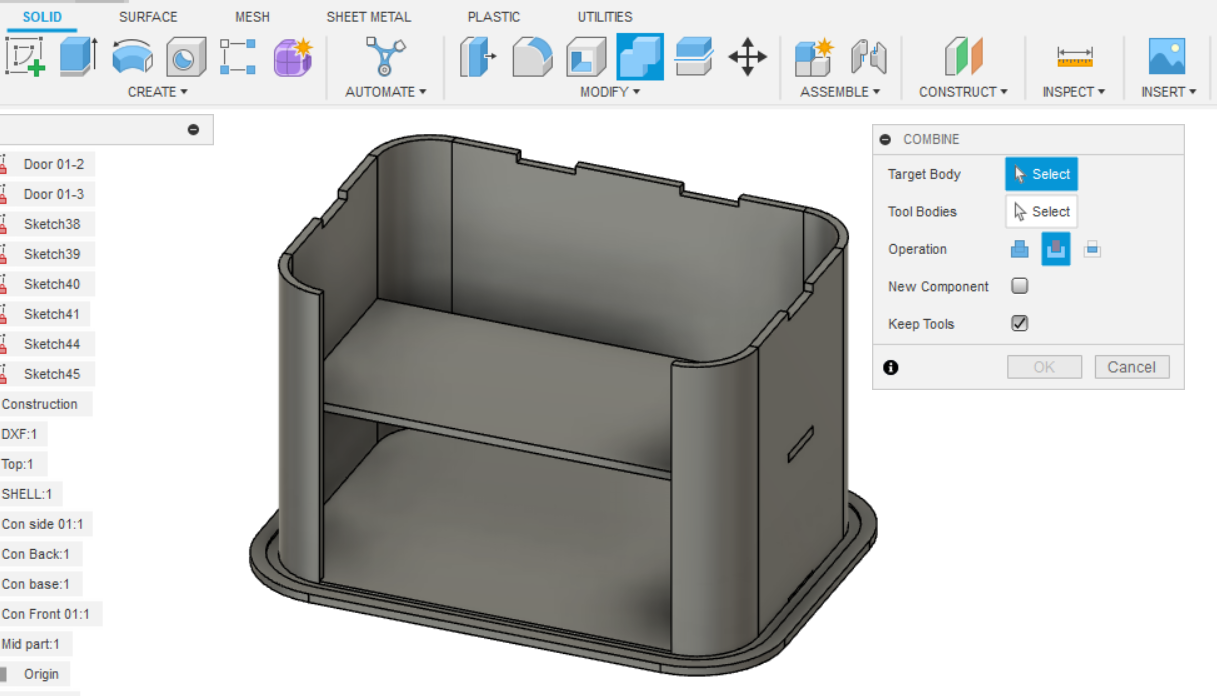 SOLID SURFACE MESH SHEET METAL PLASTIC UTILITIES
CREATE ▾ AUTOMATE ▾ MODIFY ▾ ASSEMBLE ▾ CONSTRUCT ▾ INSPECT ▾ INSERT ▾
Door 01-2
Door 01-3
Sketch38
Sketch39
Sketch40
Sketch41
Sketch44
Sketch45
Construction
DXF:1
Top:1
SHELL:1
Con side 01:1
Con Back:1
Con base:1
Con Front 01:1
Mid part:1
Origin
COMBINE
Target Body Select
Tool Bodies Select
Operation
New Component
Keep Tools
OK Cancel